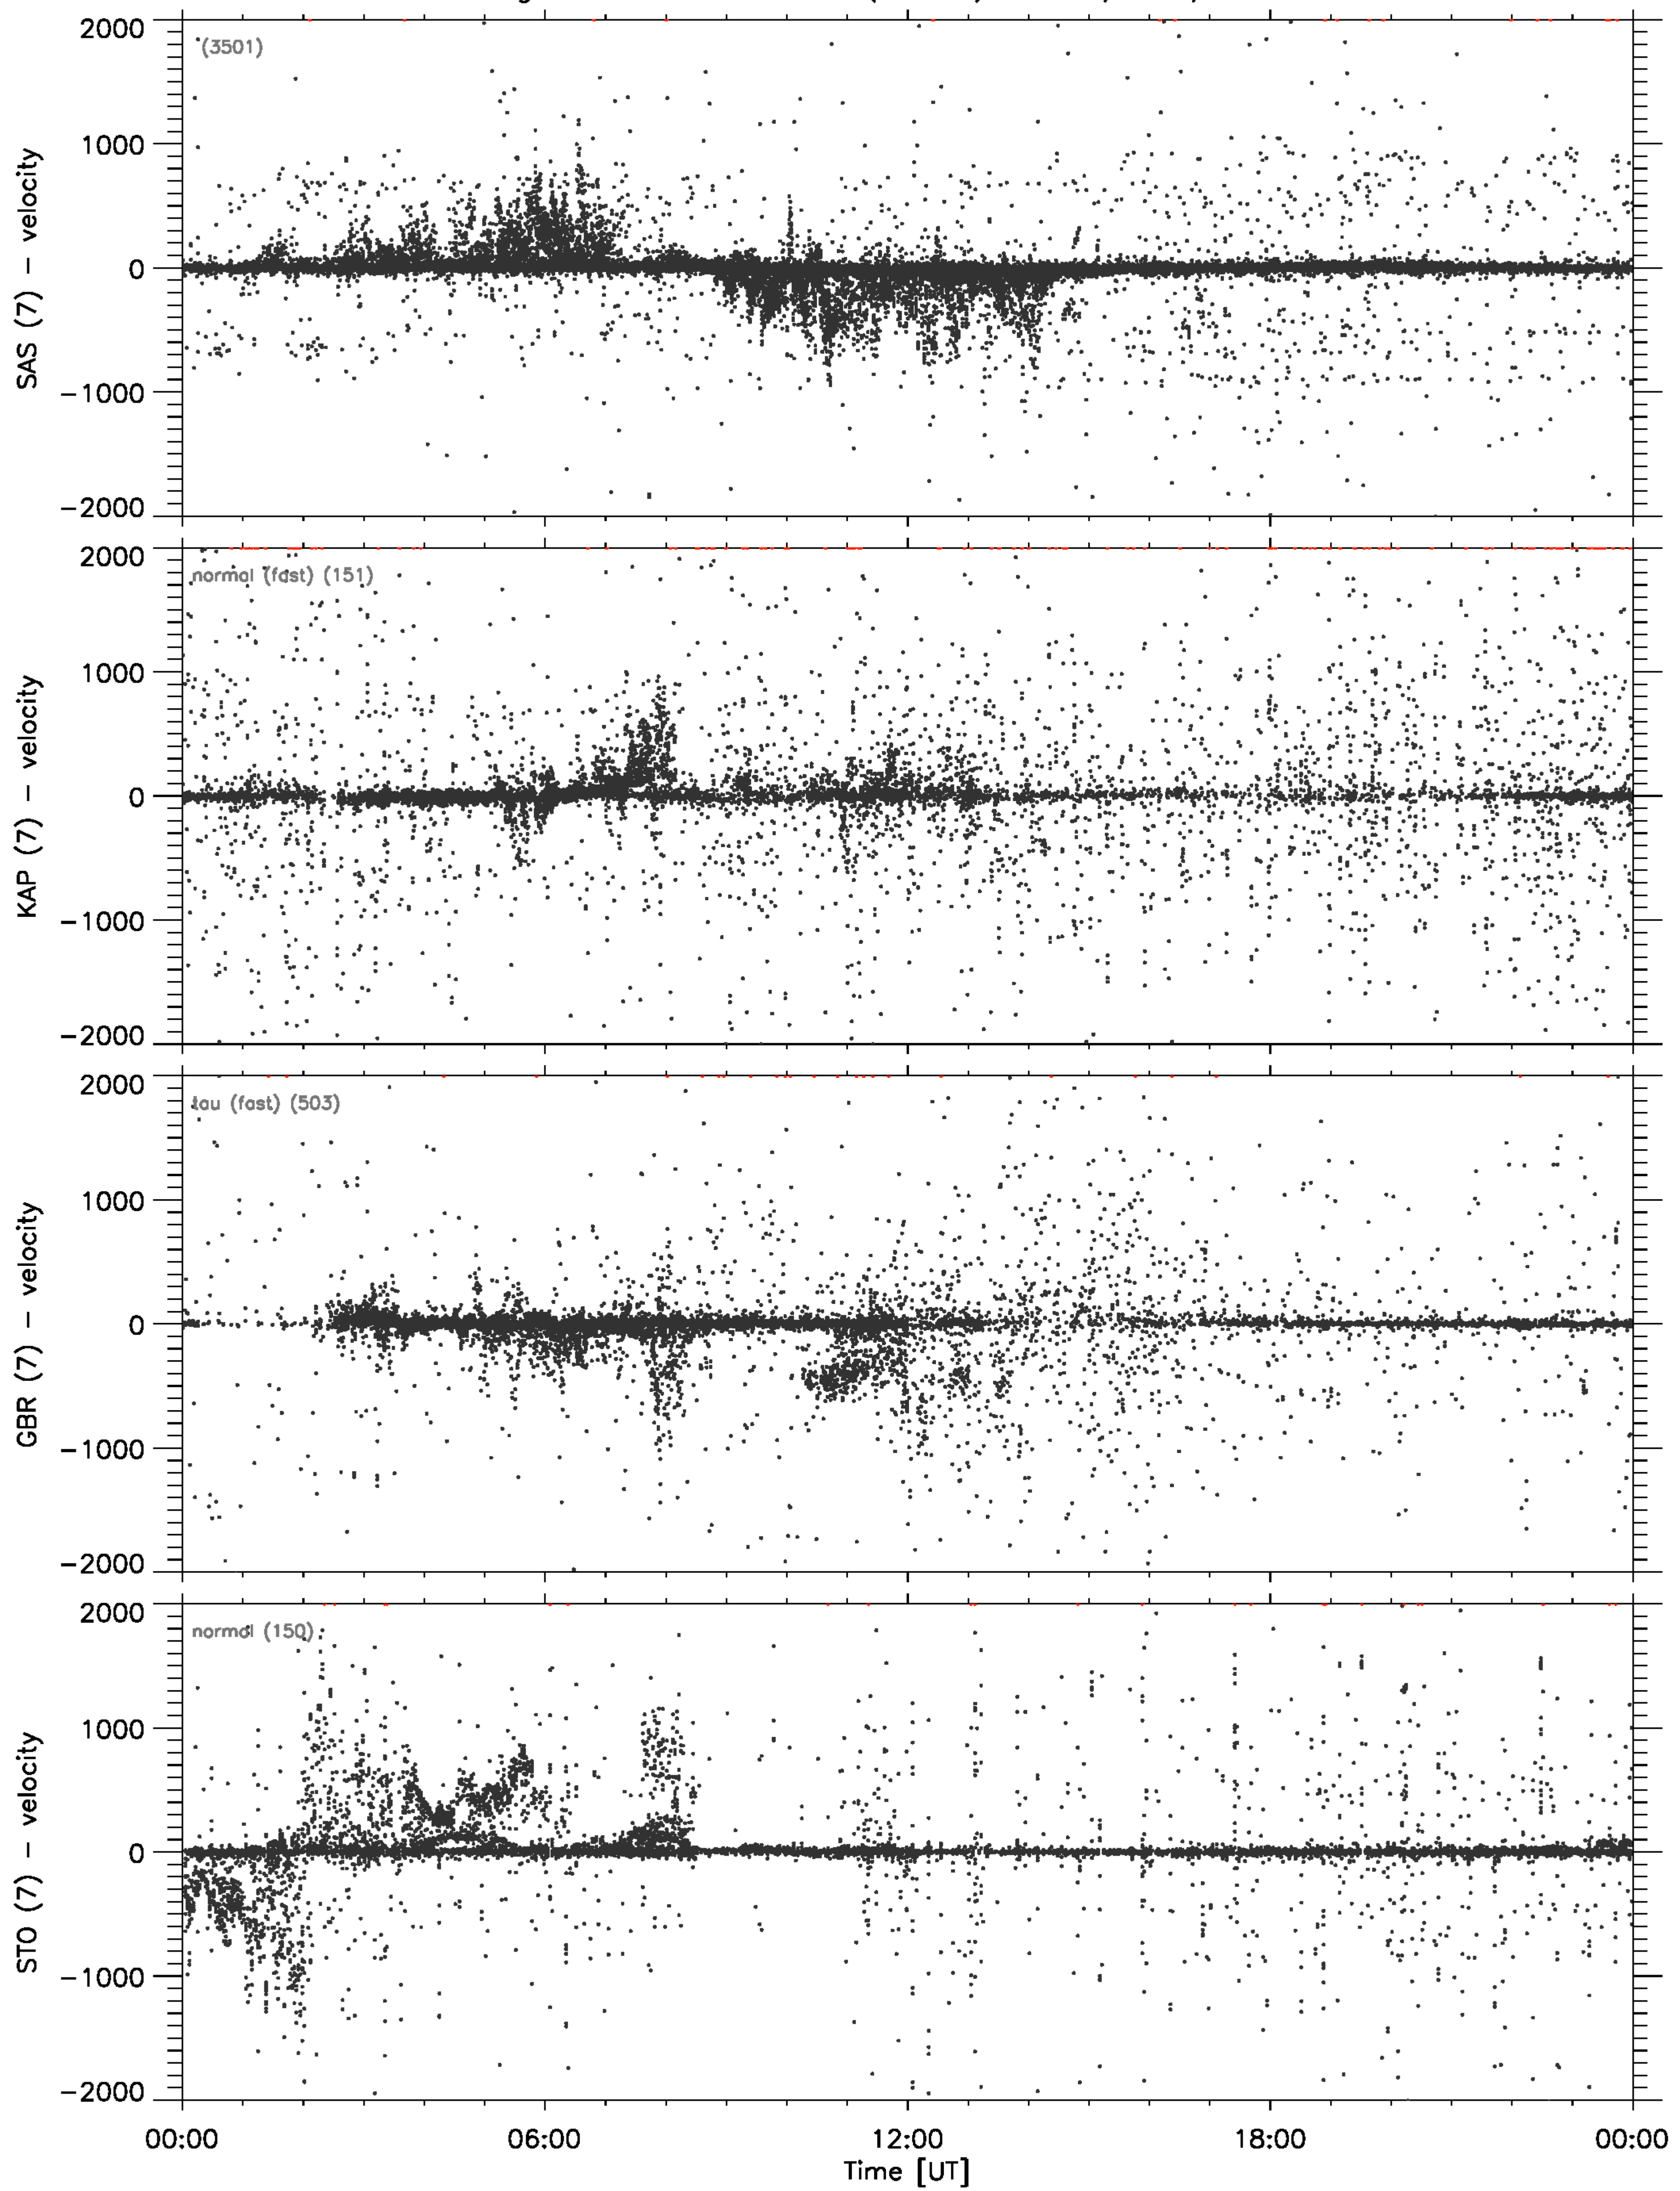 2000
(3501)
1000
0
−1000
−2000
SAS (7) − velocity
2000
normal (fast) (151)
1000
0
−1000
−2000
KAP (7) − velocity
2000
tau (fast) (503)
1000
0
−1000
−2000
GBR (7) − velocity
2000
normal (150)
1000
0
−1000
−2000
STO (7) − velocity
00:00 06:00 12:00 18:00 00:00
Time [UT]